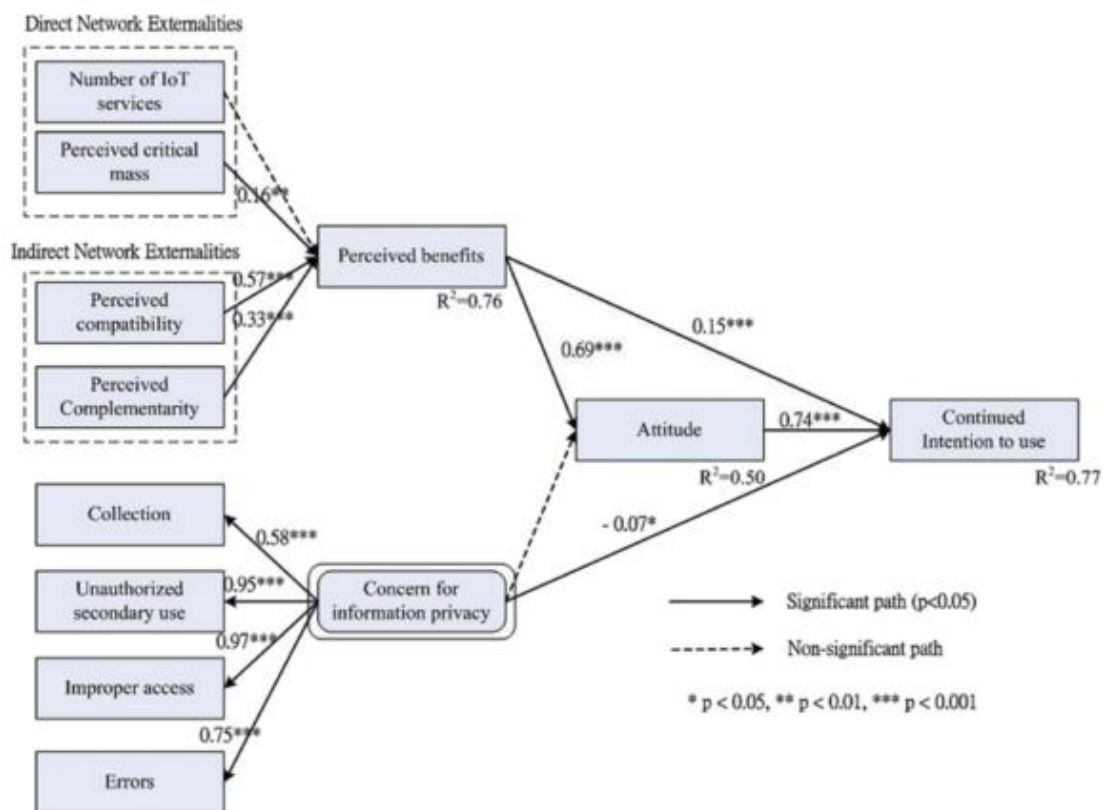 Direct Network Externalities
Number of IoT
services
Perceived critical
mass
0.16**
Indirect Network Externalities
Perceived benefits
R²=0.76
0.57***
Perceived
compatibility
0.33***
Perceived
Complementarity
0.15***
0.69***
Attitude
R²=0.50
0.74***
Continued
Intention to use
R²=0.77
Collection
0.58***
- 0.07*
Unauthorized
secondary use
0.95***
Concern for
information privacy
0.97***
Improper access
0.75***
Errors
Significant path (p<0.05)
Non-significant path
* p < 0.05, ** p < 0.01, *** p < 0.001